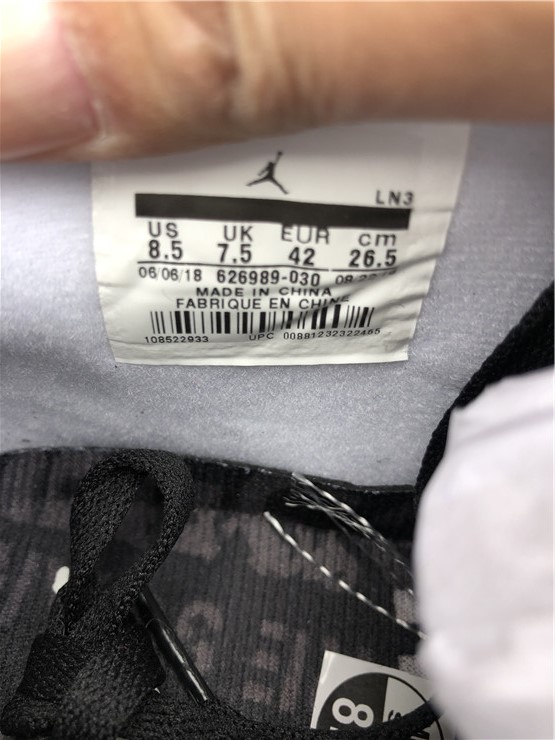 LN3
US UK EUR cm
8.5 7.5 42 26.5
06/06/18 626989-030
MADE IN CHINA
FABRIQUE EN CHINE
108522933 UPC 00881232322465
8